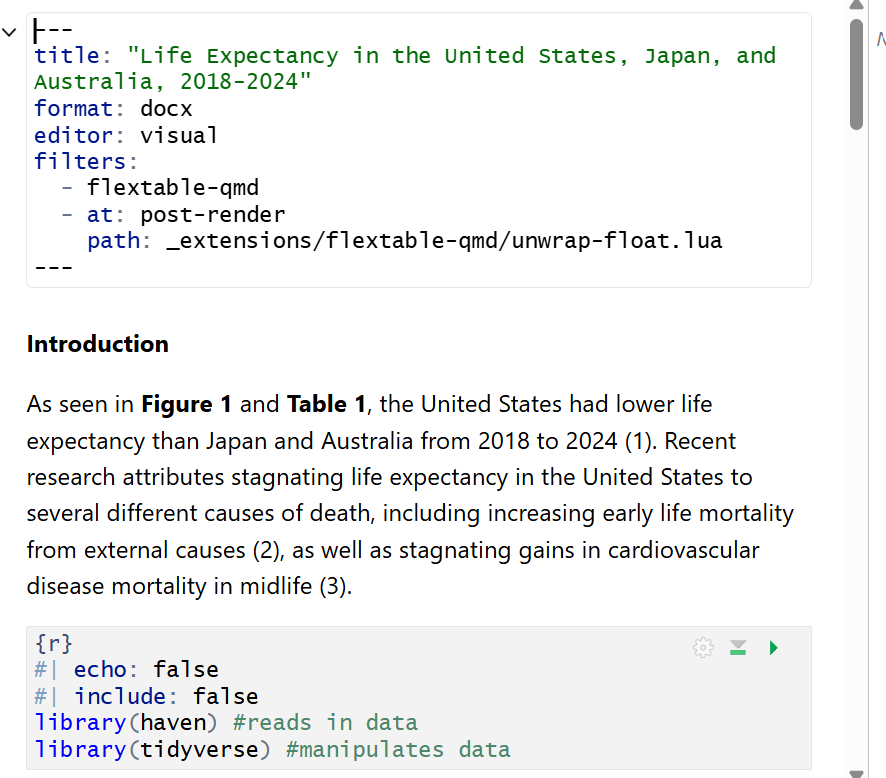 ---
title: "Life Expectancy in the United States, Japan, and
Australia, 2018-2024"
format: docx
editor: visual
filters:
  - flextable-qmd
  - at: post-render
    path: _extensions/flextable-qmd/unwrap-float.lua
---
Introduction
As seen in Figure 1 and Table 1, the United States had lower life
expectancy than Japan and Australia from 2018 to 2024 (1). Recent
research attributes stagnating life expectancy in the United States to
several different causes of death, including increasing early life mortality
from external causes (2), as well as stagnating gains in cardiovascular
disease mortality in midlife (3).
{r}
#| echo: false
#| include: false
library(haven) #reads in data
library(tidyverse) #manipulates data